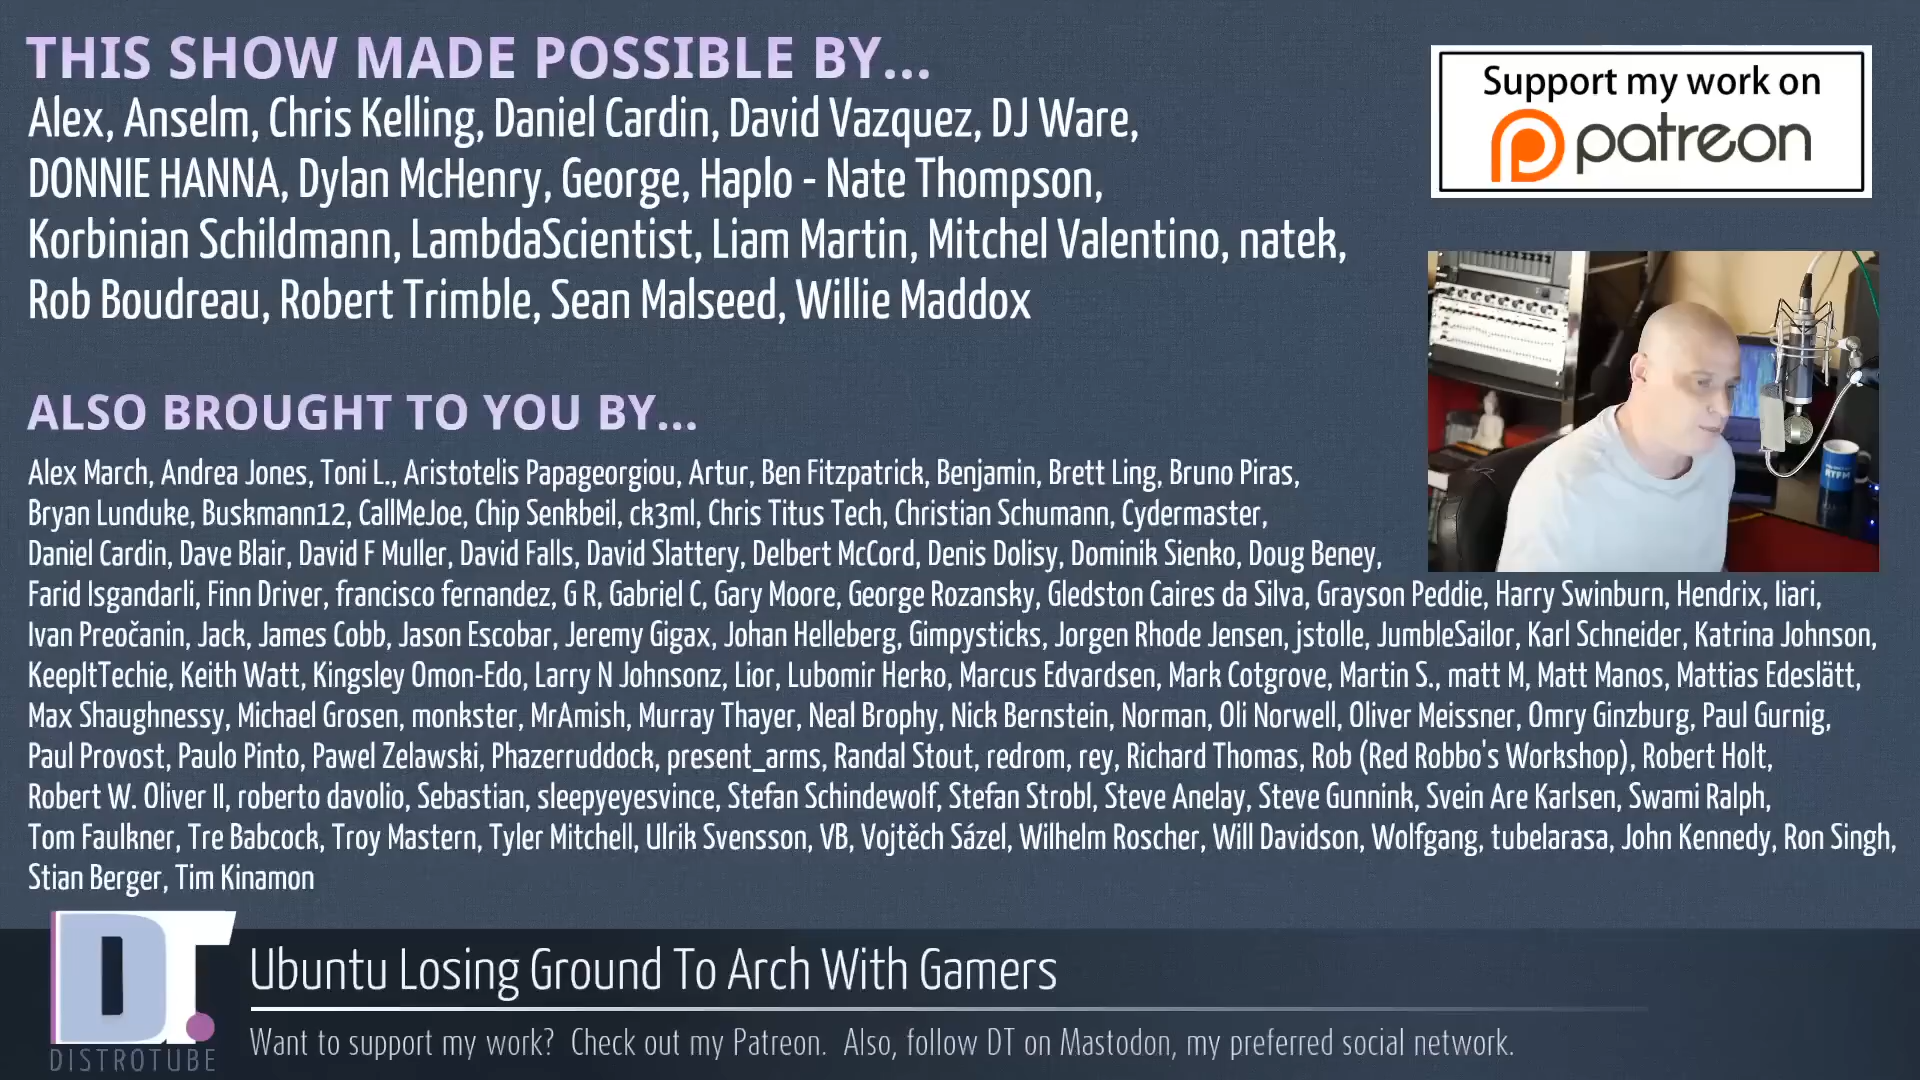 THIS SHOW MADE POSSIBLE BY...
Alex, Anselm, Chris Kelling, Daniel Cardin, David Vazquez, DJ Ware,
DONNIE HANNA, Dylan McHenry, George, Haplo - Nate Thompson,
Korbinian Schildmann, LambdaScientist, Liam Martin, Mitchel Valentino, natek,
Rob Boudreau, Robert Trimble, Sean Malseed, Willie Maddox
Support my work on
patreon
ALSO BROUGHT TO YOU BY...
Alex March, Andrea Jones, Toni L., Aristotelis Papageorgiou, Artur, Ben Fitzpatrick, Benjamin, Brett Ling, Bruno Piras,
Bryan Lunduke, Buskmann12, CallMeJoe, Chip Senkbeil, ck3ml, Chris Titus Tech, Christian Schumann, Cydermaster,
Daniel Cardin, Dave Blair, David F Muller, David Falls, David Slattery, Delbert McCord, Denis Dolisy, Dominik Sienko, Doug Beney,
Farid Isgandarli, Finn Driver, francisco fernandez, G R, Gabriel C, Gary Moore, George Rozansky, Gledston Caires da Silva, Grayson Peddie, Harry Swinburn, Hendrix, liari,
Ivan Preočanin, Jack, James Cobb, Jason Escobar, Jeremy Gigax, Johan Helleberg, Gimpysticks, Jorgen Rhode Jensen, jstolle, JumbleSailor, Karl Schneider, Katrina Johnson,
KeepItTechie, Keith Watt, Kingsley Omon-Edo, Larry N Johnsonz, Lior, Lubomir Herko, Marcus Edvardsen, Mark Cotgrove, Martin S., matt M, Matt Manos, Mattias Edeslätt,
Max Shaughnessy, Michael Grosen, monkster, MrAmish, Murray Thayer, Neal Brophy, Nick Bernstein, Norman, Oli Norwell, Oliver Meissner, Omry Ginzburg, Paul Gurnig,
Paul Provost, Paulo Pinto, Pawel Zelawski, Phazerruddock, present_arms, Randal Stout, redrom, rey, Richard Thomas, Rob (Red Robbo's Workshop), Robert Holt,
Robert W. Oliver II, roberto davolio, Sebastian, sleepyeyesvince, Stefan Schindewolf, Stefan Strobl, Steve Anelay, Steve Gunnink, Svein Are Karlsen, Swami Ralph,
Tom Faulkner, Tre Babcock, Troy Mastern, Tyler Mitchell, Ulrik Svensson, VB, Vojtěch Sázel, Wilhelm Roscher, Will Davidson, Wolfgang, tubelarasa, John Kennedy, Ron Singh,
Stian Berger, Tim Kinamon
RTFM
DT.
DISTROTUBE
Ubuntu Losing Ground To Arch With Gamers
Want to support my work? Check out my Patreon. Also, follow DT on Mastodon, my preferred social network.